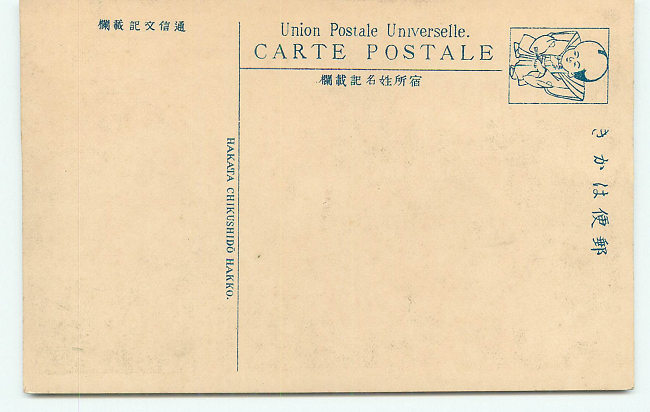 通信文記載欄
Union Postale Universelle.
CARTE POSTALE
宿所姓名記載欄
郵便はかき
HAKATA CHIKUSHIDŌ HAKKO.